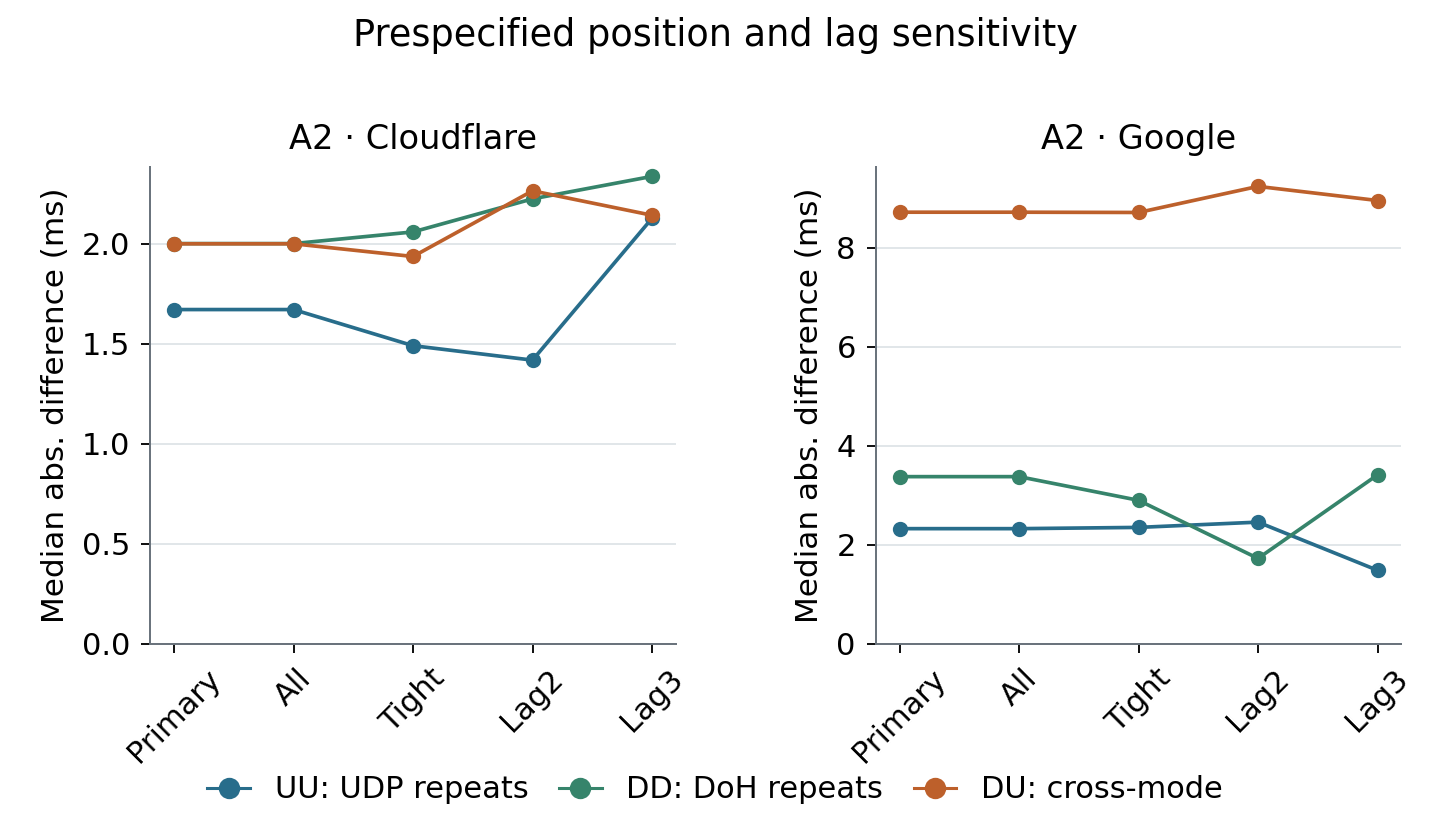 Prespecified position and lag sensitivity
A2 · Cloudflare
Median abs. difference (ms)
2.0
1.5
1.0
0.5
0.0
Primary
All
Tight
Lag2
Lag3
A2 · Google
Median abs. difference (ms)
8
6
4
2
0
Primary
All
Tight
Lag2
Lag3
UU: UDP repeats
DD: DoH repeats
DU: cross-mode